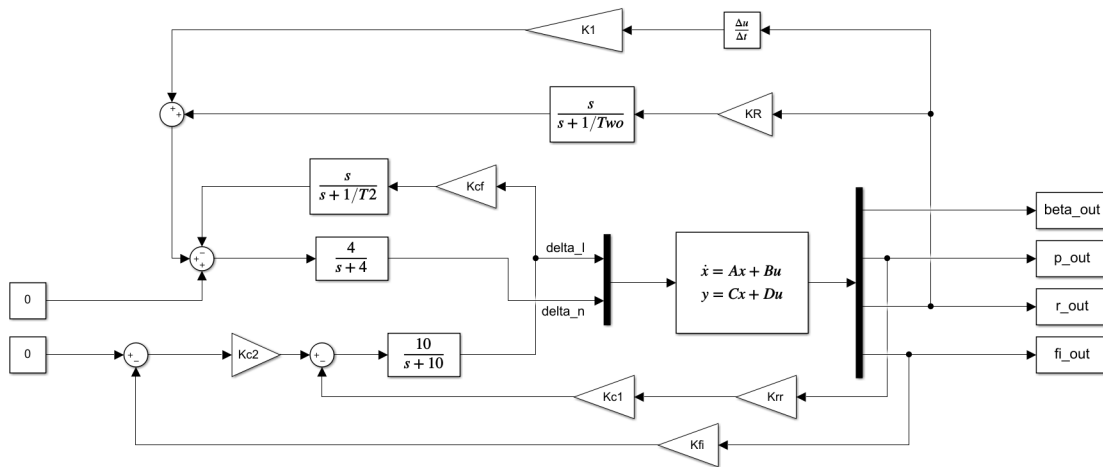 K1
Δu
Δt
+
+
s
s + 1/Two
KR
s
s + 1/T2
Kcf
beta_out
−
+
+
4
s + 4
delta_l
ẋ = Ax + Bu
y = Cx + Du
p_out
0
delta_n
r_out
0
+
−
Kc2
+
−
10
s + 10
fi_out
Kc1
Krr
Kfi